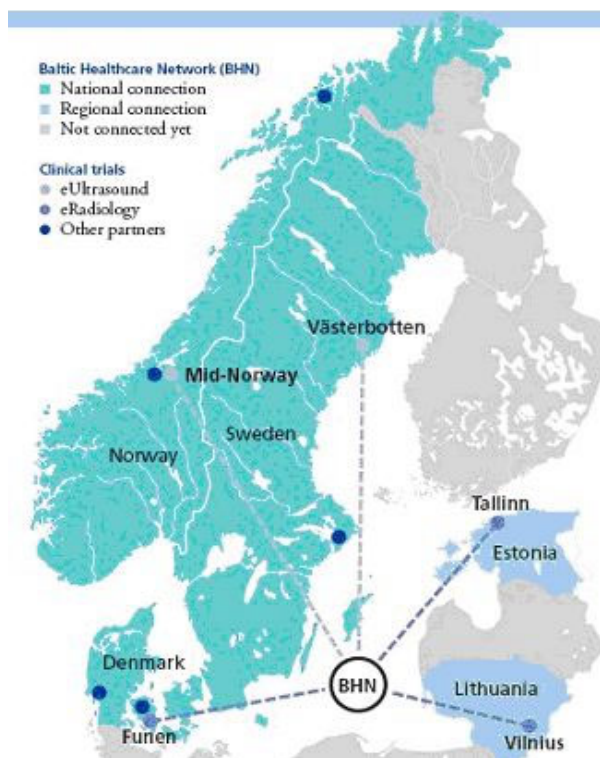 Baltic Healthcare Network (BHN)
National connection
Regional connection
Not connected yet
Clinical trials
eUltrasound
eRadiology
Other partners
Västerbotten
Mid-Norway
Sweden
Norway
Tallinn
Estonia
Denmark
BHN
Lithuania
Funen
Vilnius